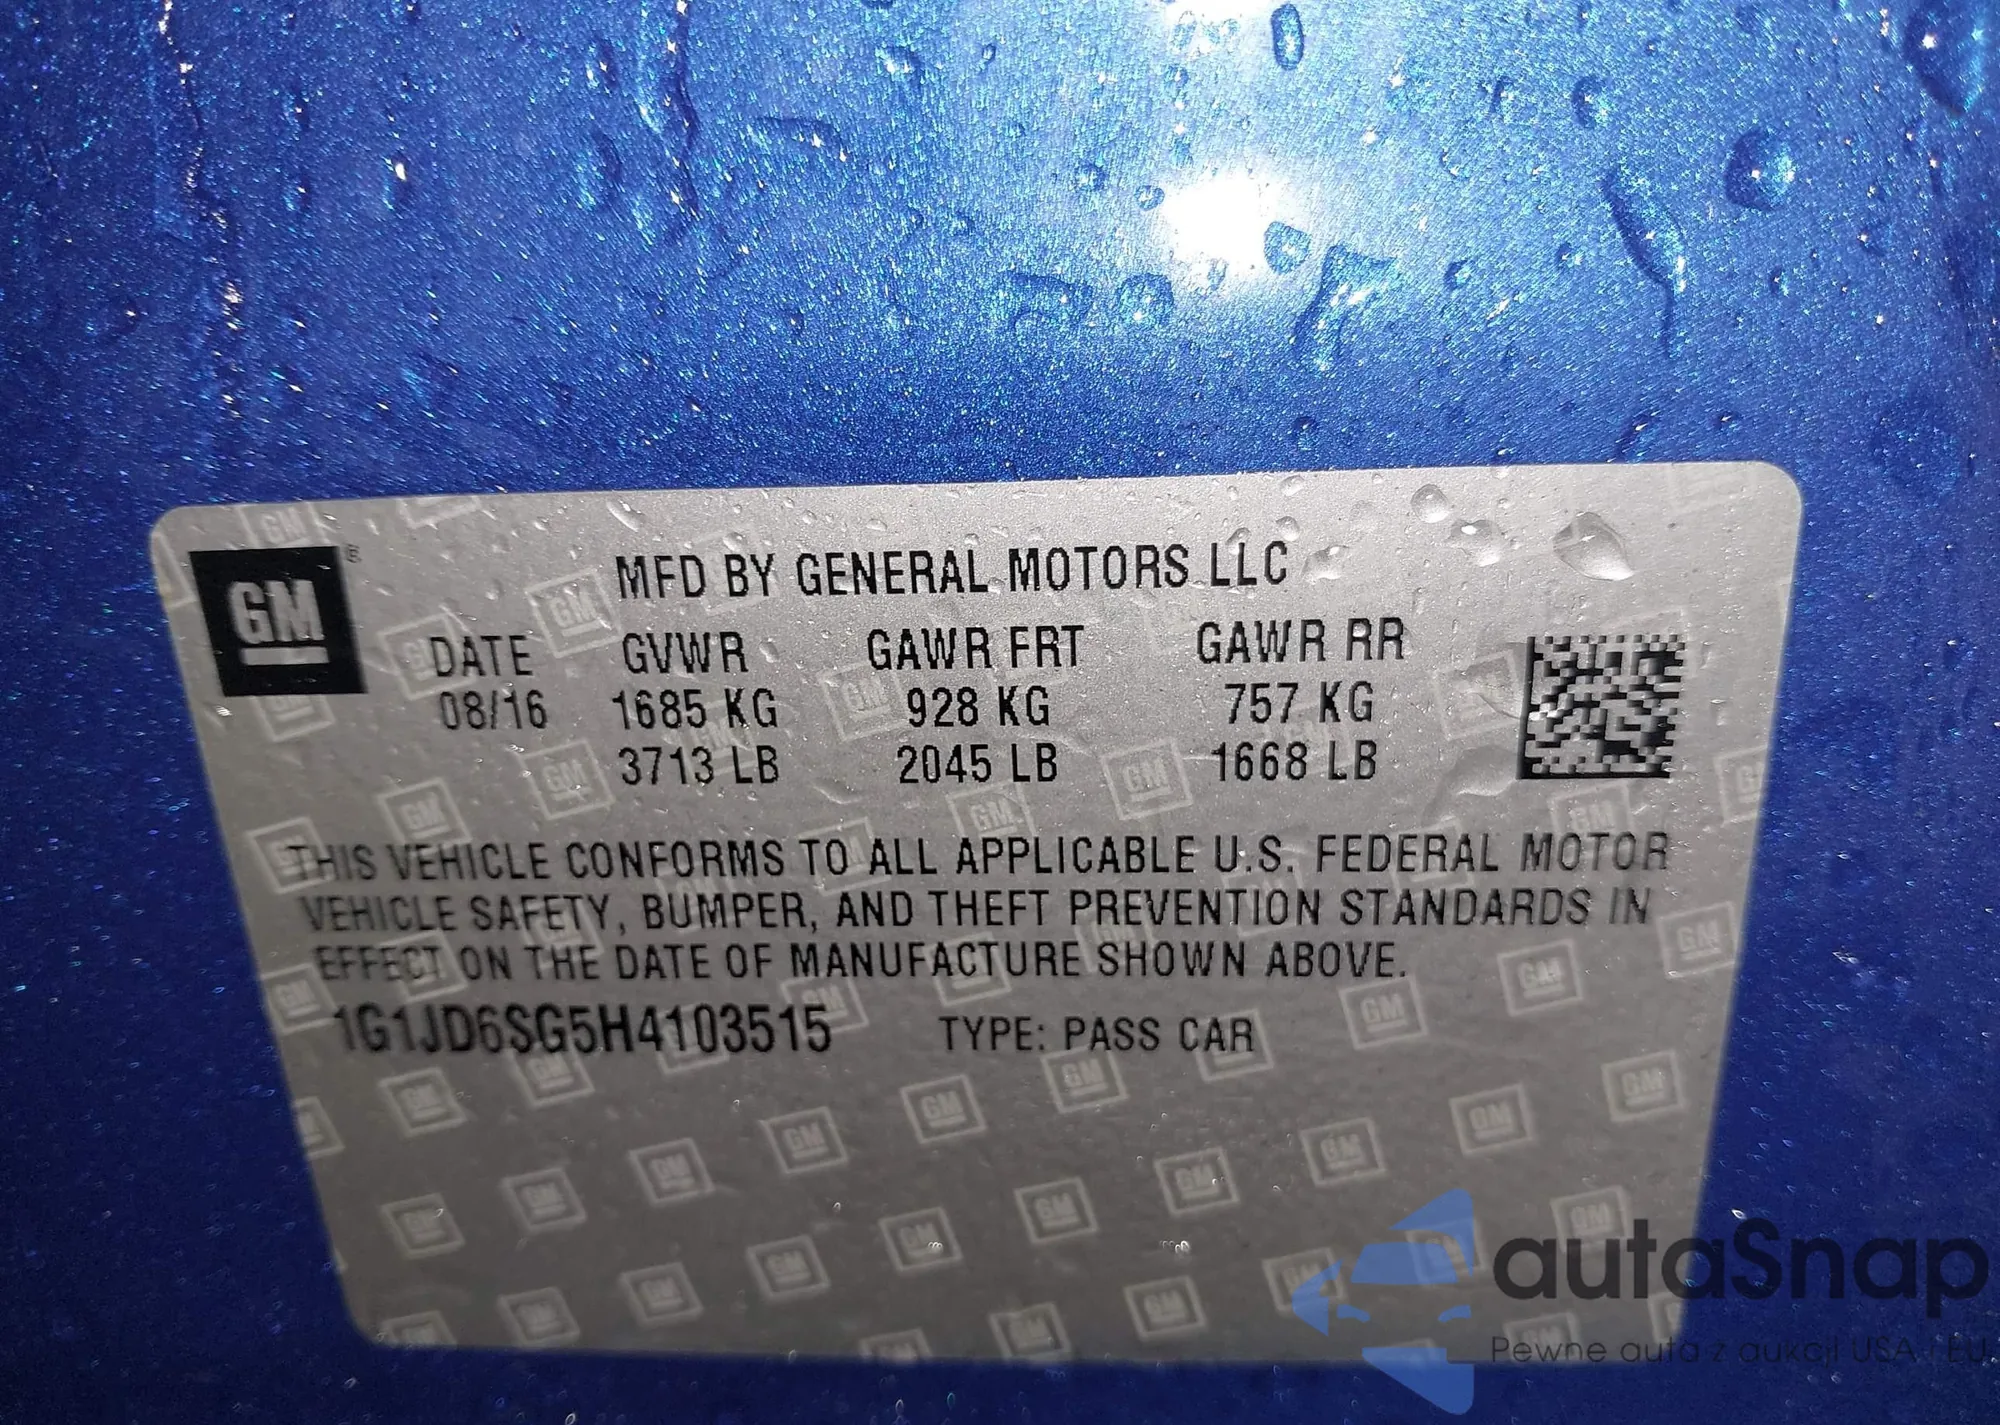 GM ®
MFD BY GENERAL MOTORS LLC
DATE GVWR GAWR FRT GAWR RR
08/16 1685 KG 928 KG 757 KG
3713 LB 2045 LB 1668 LB
THIS VEHICLE CONFORMS TO ALL APPLICABLE U.S. FEDERAL MOTOR
VEHICLE SAFETY, BUMPER, AND THEFT PREVENTION STANDARDS IN
EFFECT ON THE DATE OF MANUFACTURE SHOWN ABOVE.
1G1JD6SG5H4103515 TYPE: PASS CAR
autaSnap
Pewne auta z aukcji USA i EU